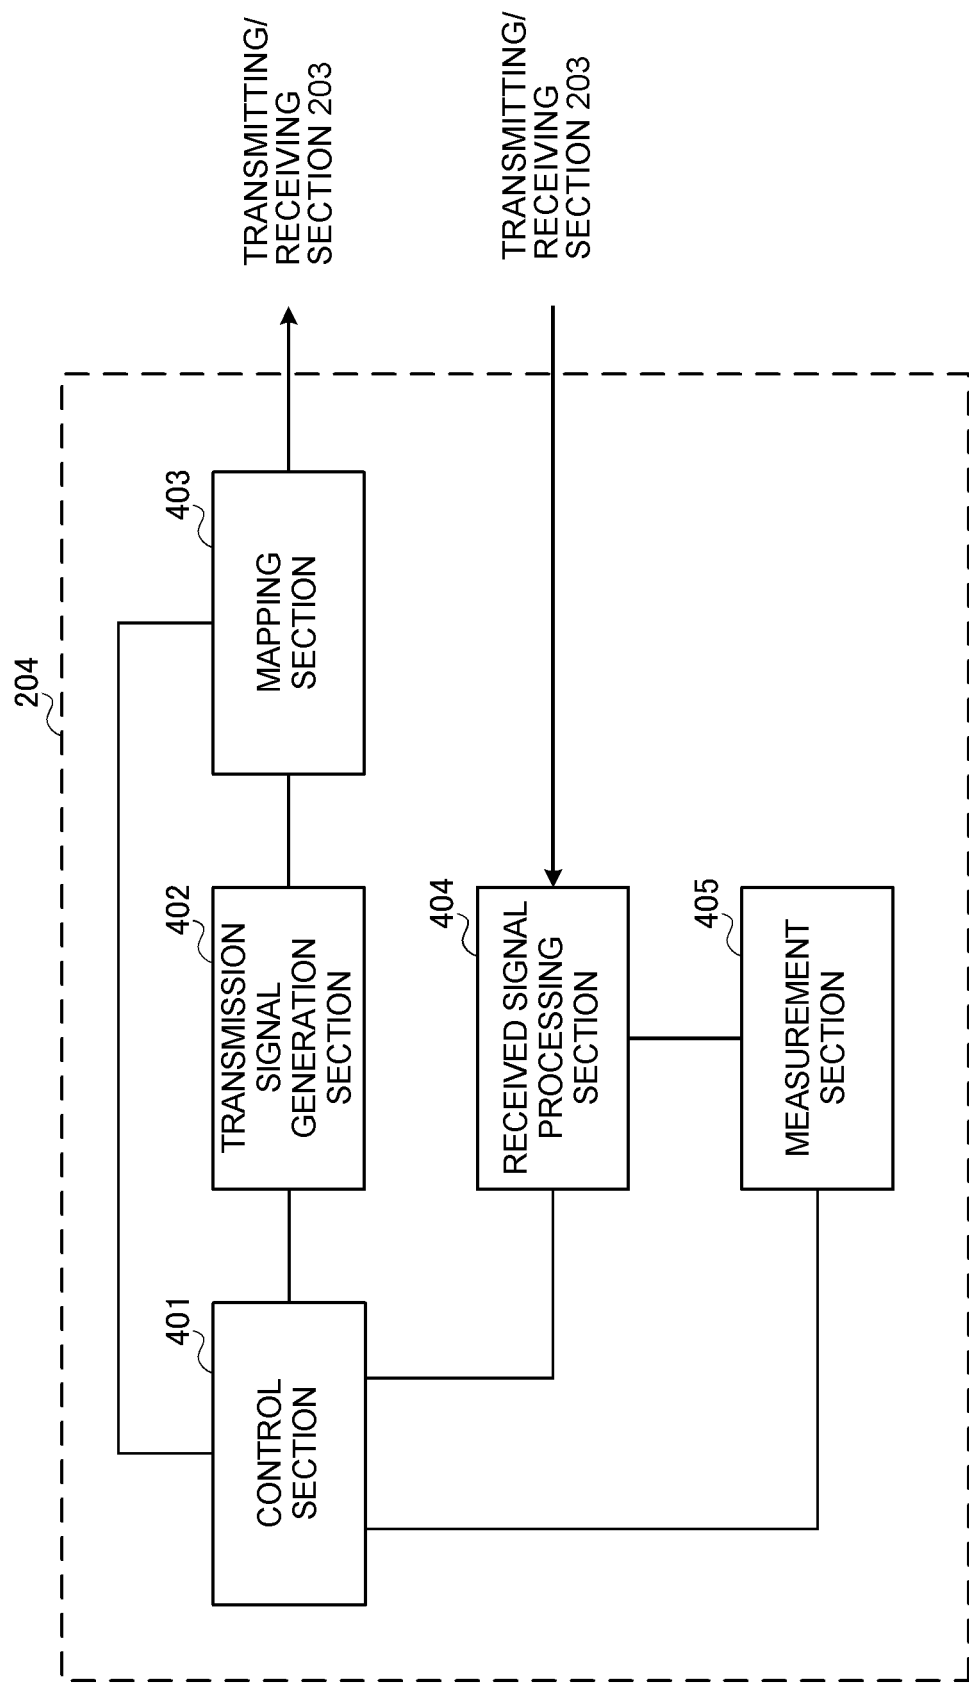 204
403
MAPPING
SECTION
TRANSMITTING/
RECEIVING
SECTION 203
402
TRANSMISSION
SIGNAL
GENERATION
SECTION
401
CONTROL
SECTION
404
RECEIVED SIGNAL
PROCESSING
SECTION
TRANSMITTING/
RECEIVING
SECTION 203
405
MEASUREMENT
SECTION